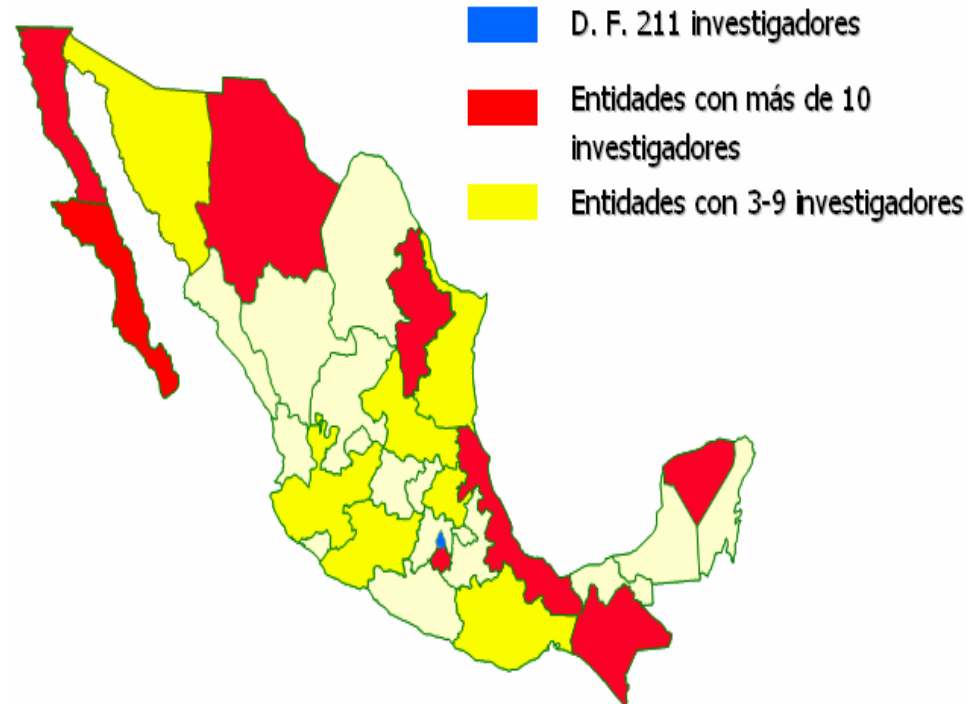 D. F. 211 investigadores
Entidades con más de 10
investigadores
Entidades con 3-9 investigadores